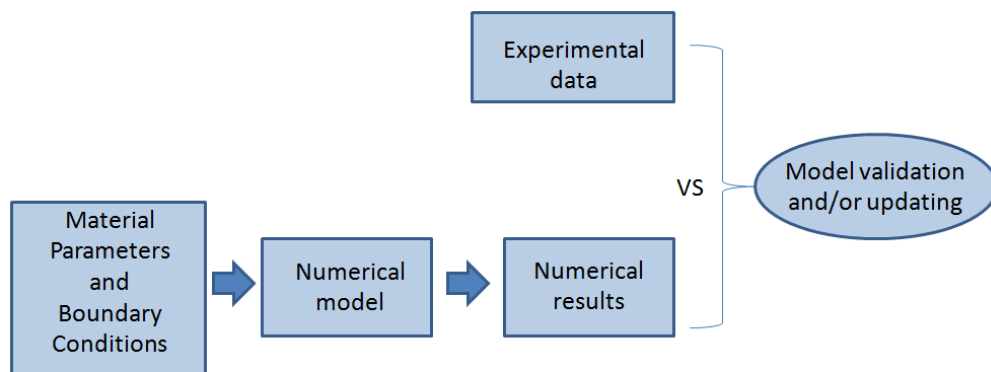 Experimental
data
VS
Model validation
and/or updating
Material
Parameters
and
Boundary
Conditions
Numerical
model
Numerical
results